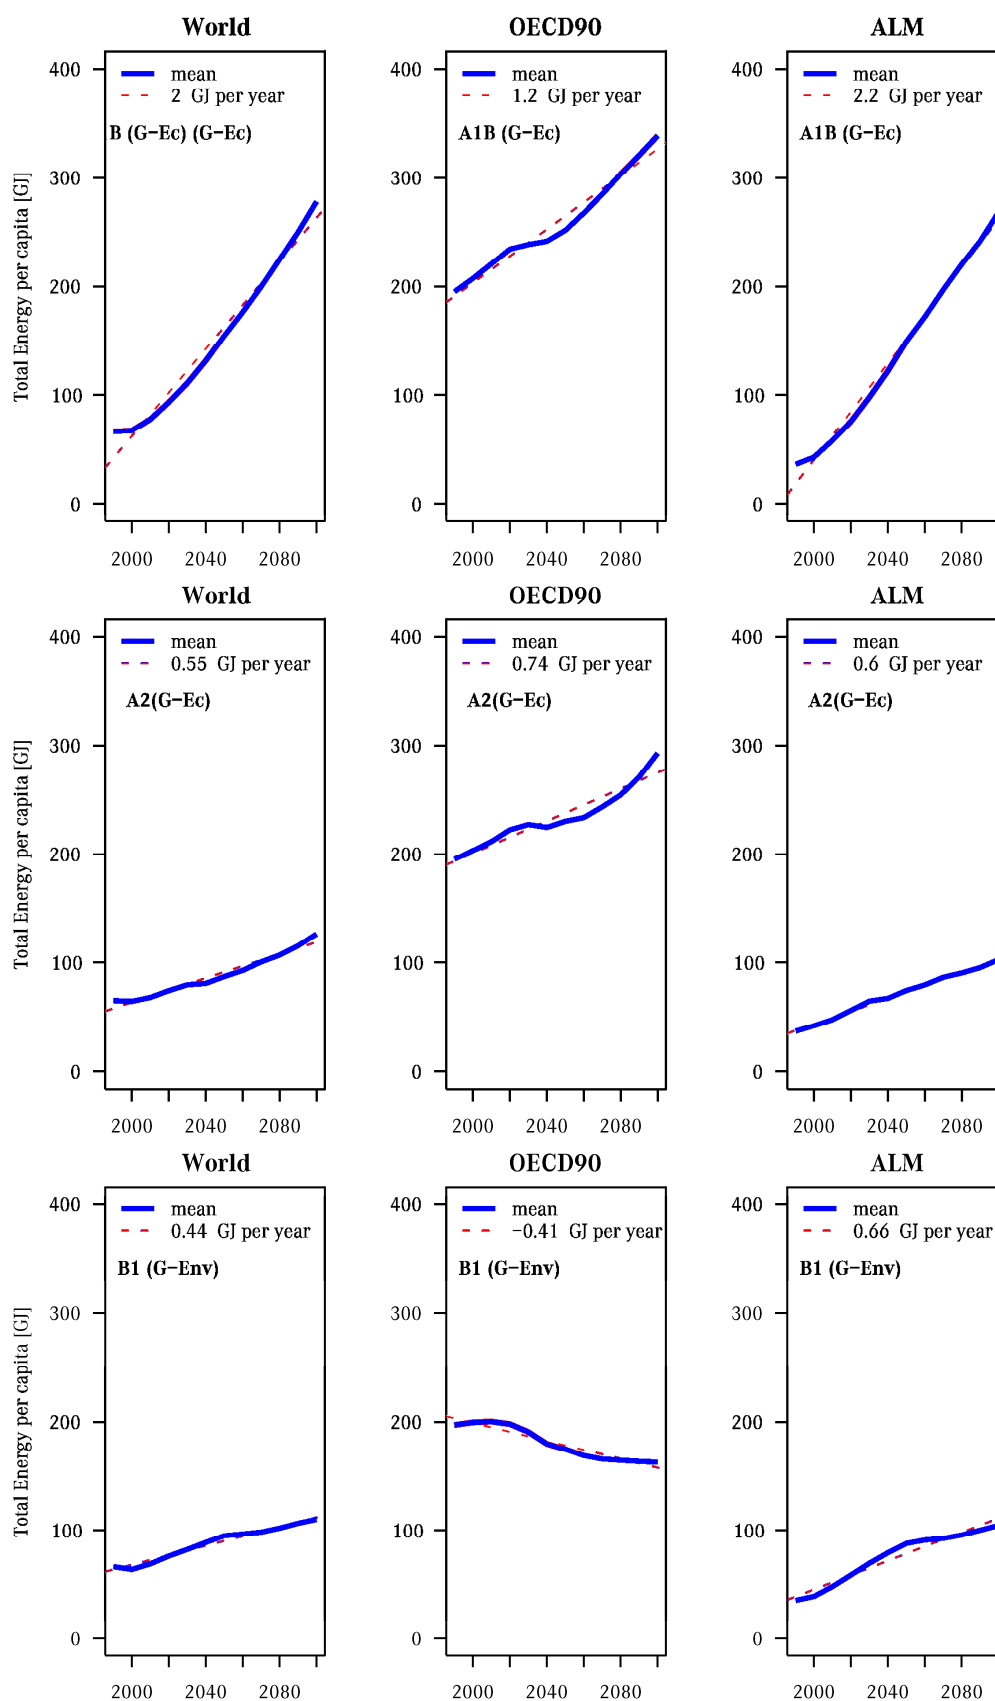 World OECD90 ALM
400 400 400
mean mean mean
2 GJ per year 1.2 GJ per year 2.2 GJ per year
B (G−Ec) (G−Ec) A1B (G−Ec) A1B (G−Ec)
300 300 300
Total Energy per capita [GJ]
200 200 200
100 100 100
0 0 0
2000 2040 2080 2000 2040 2080 2000 2040 2080
World OECD90 ALM
400 400 400
mean mean mean
0.55 GJ per year 0.74 GJ per year 0.6 GJ per year
A2(G−Ec) A2(G−Ec) A2(G−Ec)
300 300 300
Total Energy per capita [GJ]
200 200 200
100 100 100
0 0 0
2000 2040 2080 2000 2040 2080 2000 2040 2080
World OECD90 ALM
400 400 400
mean mean mean
0.44 GJ per year −0.41 GJ per year 0.66 GJ per year
B1 (G−Env) B1 (G−Env) B1 (G−Env)
300 300 300
Total Energy per capita [GJ]
200 200 200
100 100 100
0 0 0
2000 2040 2080 2000 2040 2080 2000 2040 2080